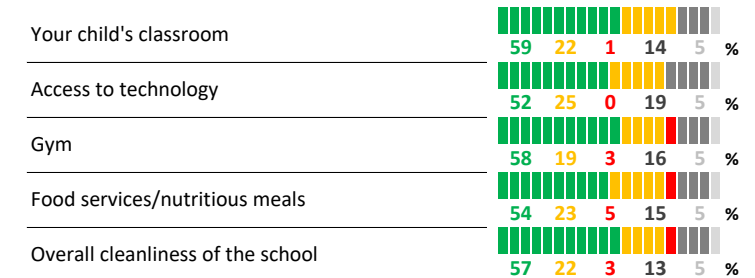 Your child's classroom
59 22 1 14 5 %
Access to technology
52 25 0 19 5 %
Gym
58 19 3 16 5 %
Food services/nutritious meals
54 23 5 15 5 %
Overall cleanliness of the school
57 22 3 13 5 %